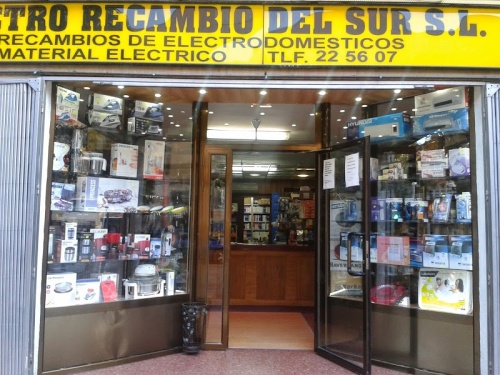 TRO RECAMBIO DEL SUR S.L.
RECAMBIOS DE ELECTRODOMESTICOS
MATERIAL ELECTRICO TLF. 22 56 07